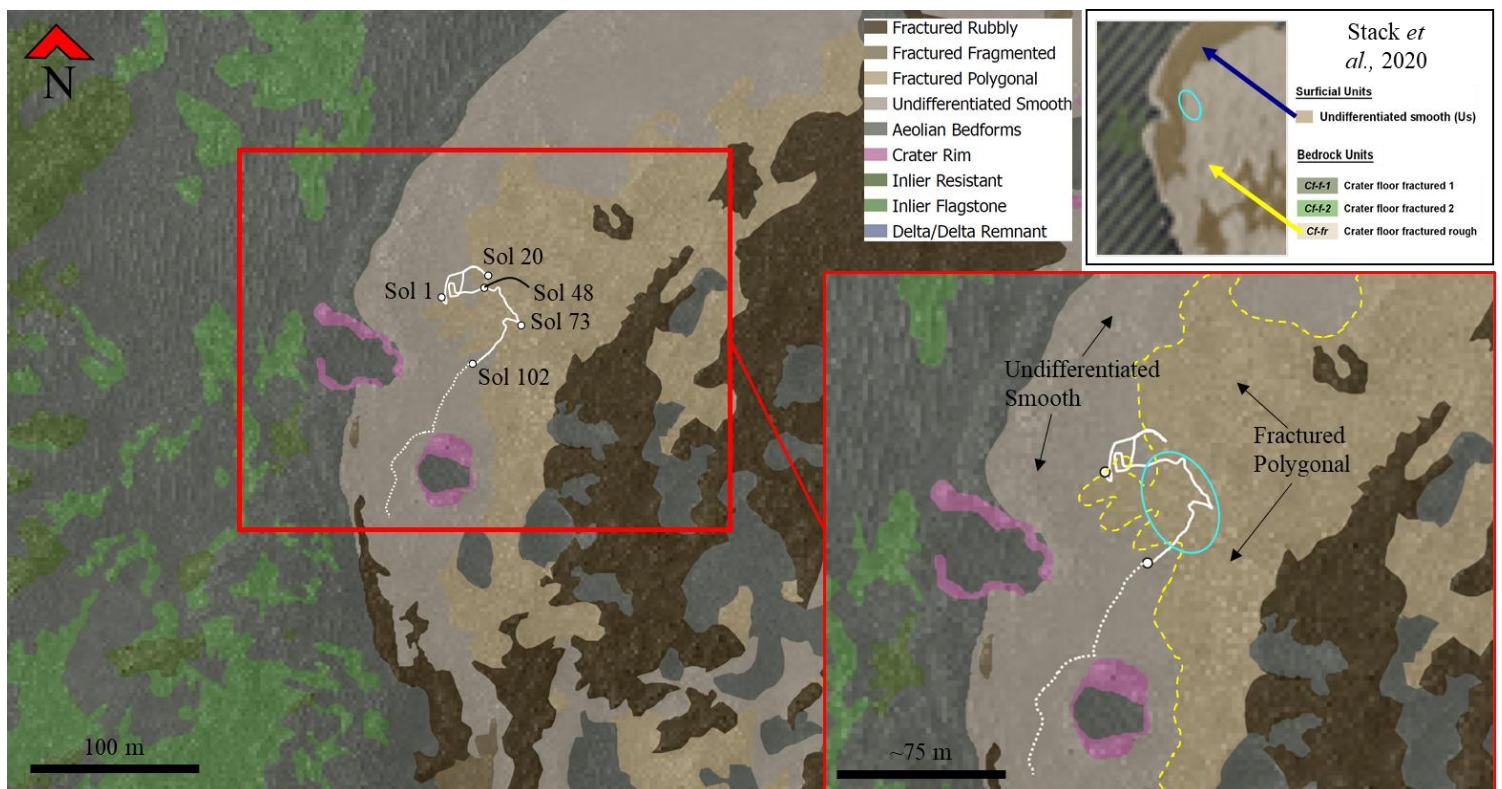 N
Fractured Rubbly
Fractured Fragmented
Fractured Polygonal
Undifferentiated Smooth
Aeolian Bedforms
Crater Rim
Inlier Resistant
Inlier Flagstone
Delta/Delta Remnant
Stack et
al., 2020
Surficial Units
Undifferentiated smooth (Us)
Bedrock Units
Cf-f-1 Crater floor fractured 1
Cf-f-2 Crater floor fractured 2
Cf-fr Crater floor fractured rough
Sol 20
Sol 1
Sol 48
Sol 73
Sol 102
100 m
Undifferentiated
Smooth
Fractured
Polygonal
~75 m